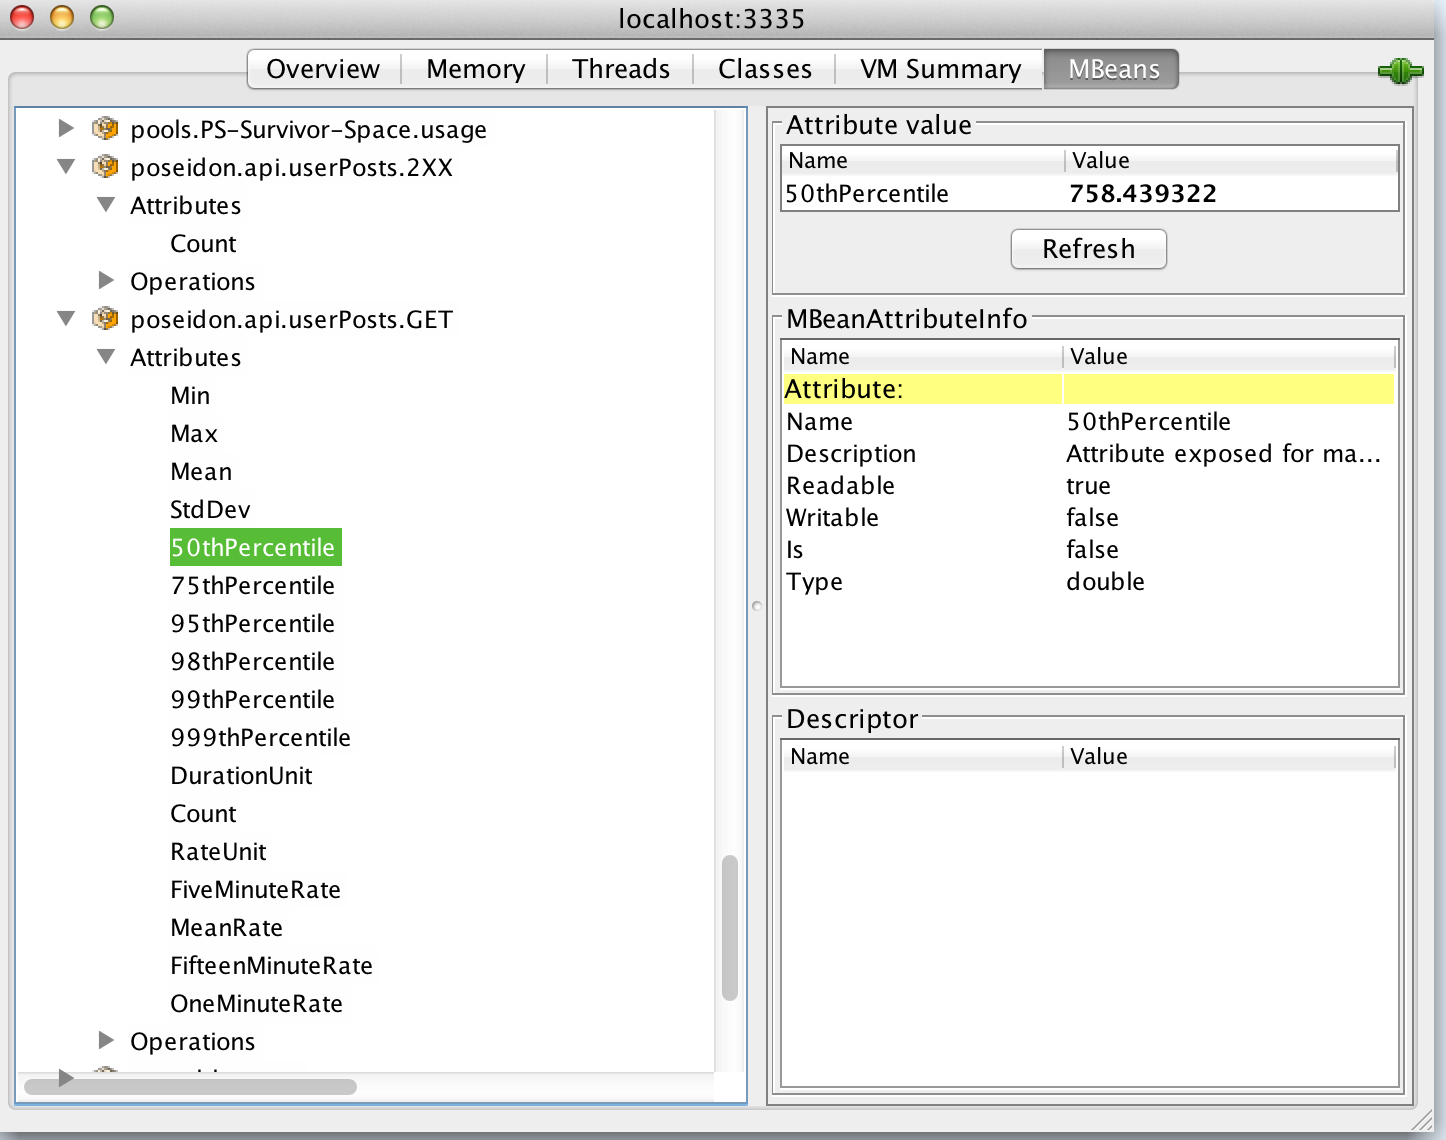 localhost:3335
Overview Memory Threads Classes VM Summary MBeans
pools.PS-Survivor-Space.usage
poseidon.api.userPosts.2XX
Attributes
Count
Operations
poseidon.api.userPosts.GET
Attributes
Min
Max
Mean
StdDev
50thPercentile
75thPercentile
95thPercentile
98thPercentile
99thPercentile
999thPercentile
DurationUnit
Count
RateUnit
FiveMinuteRate
MeanRate
FifteenMinuteRate
OneMinuteRate
Operations
Attribute value
Name Value
50thPercentile 758.439322
Refresh
MBeanAttributeInfo
Name Value
Attribute:
Name 50thPercentile
Description Attribute exposed for ma...
Readable true
Writable false
Is false
Type double
Descriptor
Name Value